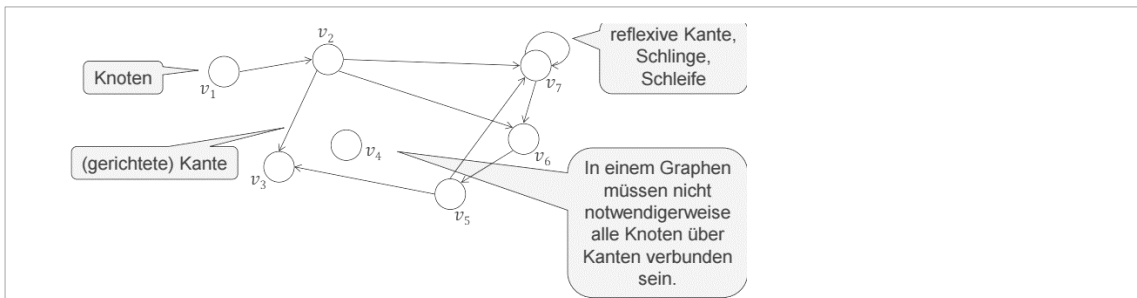 v2
reflexive Kante,
Schlinge,
Schleife
Knoten
v1
v7
(gerichtete) Kante
v4
v6
v3
v5
In einem Graphen
müssen nicht
notwendigerweise
alle Knoten über
Kanten verbunden
sein.